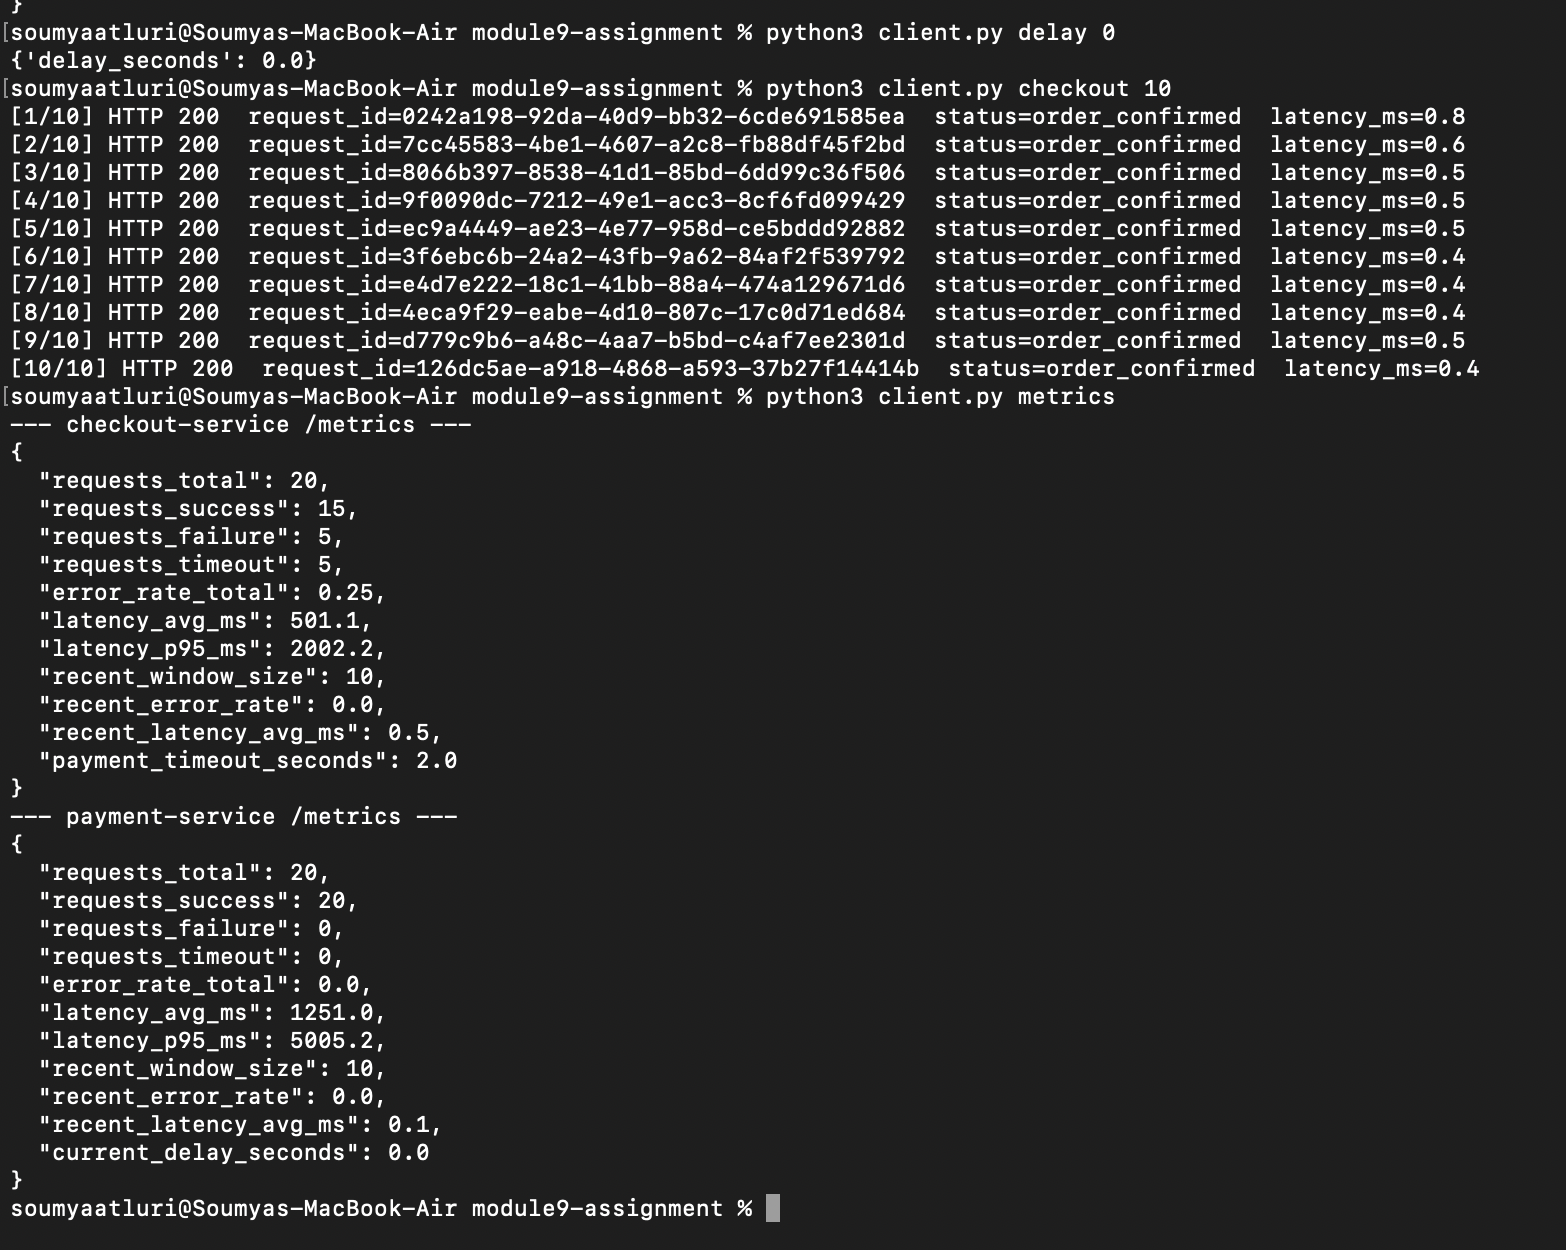 }
[soumyaatluri@Soumyas-MacBook-Air module9-assignment % python3 client.py delay 0
{'delay_seconds': 0.0}
[soumyaatluri@Soumyas-MacBook-Air module9-assignment % python3 client.py checkout 10
[1/10] HTTP 200  request_id=0242a198-92da-40d9-bb32-6cde691585ea  status=order_confirmed  latency_ms=0.8
[2/10] HTTP 200  request_id=7cc45583-4be1-4607-a2c8-fb88df45f2bd  status=order_confirmed  latency_ms=0.6
[3/10] HTTP 200  request_id=8066b397-8538-41d1-85bd-6dd99c36f506  status=order_confirmed  latency_ms=0.5
[4/10] HTTP 200  request_id=9f0090dc-7212-49e1-acc3-8cf6fd099429  status=order_confirmed  latency_ms=0.5
[5/10] HTTP 200  request_id=ec9a4449-ae23-4e77-958d-ce5bddd92882  status=order_confirmed  latency_ms=0.5
[6/10] HTTP 200  request_id=3f6ebc6b-24a2-43fb-9a62-84af2f539792  status=order_confirmed  latency_ms=0.4
[7/10] HTTP 200  request_id=e4d7e222-18c1-41bb-88a4-474a129671d6  status=order_confirmed  latency_ms=0.4
[8/10] HTTP 200  request_id=4eca9f29-eabe-4d10-807c-17c0d71ed684  status=order_confirmed  latency_ms=0.4
[9/10] HTTP 200  request_id=d779c9b6-a48c-4aa7-b5bd-c4af7ee2301d  status=order_confirmed  latency_ms=0.5
[10/10] HTTP 200  request_id=126dc5ae-a918-4868-a593-37b27f14414b  status=order_confirmed  latency_ms=0.4
[soumyaatluri@Soumyas-MacBook-Air module9-assignment % python3 client.py metrics
--- checkout-service /metrics ---
{
  "requests_total": 20,
  "requests_success": 15,
  "requests_failure": 5,
  "requests_timeout": 5,
  "error_rate_total": 0.25,
  "latency_avg_ms": 501.1,
  "latency_p95_ms": 2002.2,
  "recent_window_size": 10,
  "recent_error_rate": 0.0,
  "recent_latency_avg_ms": 0.5,
  "payment_timeout_seconds": 2.0
}
--- payment-service /metrics ---
{
  "requests_total": 20,
  "requests_success": 20,
  "requests_failure": 0,
  "requests_timeout": 0,
  "error_rate_total": 0.0,
  "latency_avg_ms": 1251.0,
  "latency_p95_ms": 5005.2,
  "recent_window_size": 10,
  "recent_error_rate": 0.0,
  "recent_latency_avg_ms": 0.1,
  "current_delay_seconds": 0.0
}
soumyaatluri@Soumyas-MacBook-Air module9-assignment %